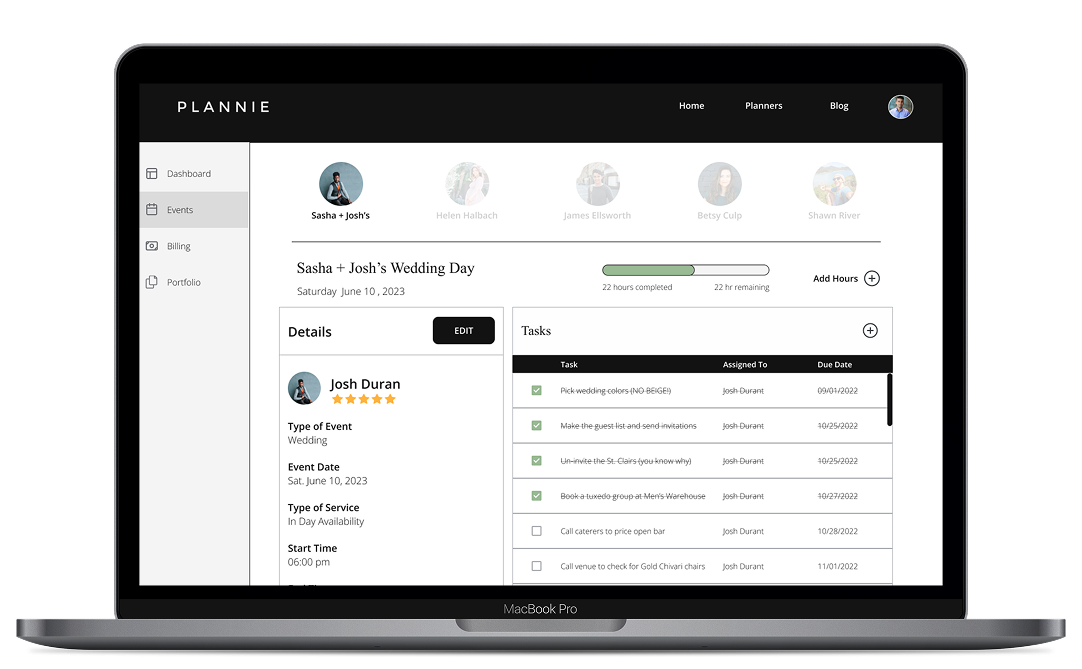 PLANNIE
Home Planners Blog
Dashboard
Events
Billing
Portfolio
Sasha + Josh's Helen Halbach James Ellsworth Betsy Culp Shawn River
Sasha + Josh's Wedding Day
Saturday June 10 , 2023
22 hours completed 22 hr remaining
Add Hours
Details EDIT
Josh Duran
Type of Event
Wedding
Event Date
Sat. June 10, 2023
Type of Service
In Day Availability
Start Time
06:00 pm
Tasks
Task Assigned To Due Date
Pick wedding colors (NO BEIGE!) Josh Durant 09/01/2022
Make the guest list and send invitations Josh Durant 10/25/2022
Un-invite the St. Clairs (you know why) Josh Durant 10/25/2022
Book a tuxedo group at Men's Warehouse Josh Durant 10/27/2022
Call caterers to price open bar Josh Durant 10/28/2022
Call venue to check for Gold Chivari chairs Josh Durant 11/01/2022
MacBook Pro